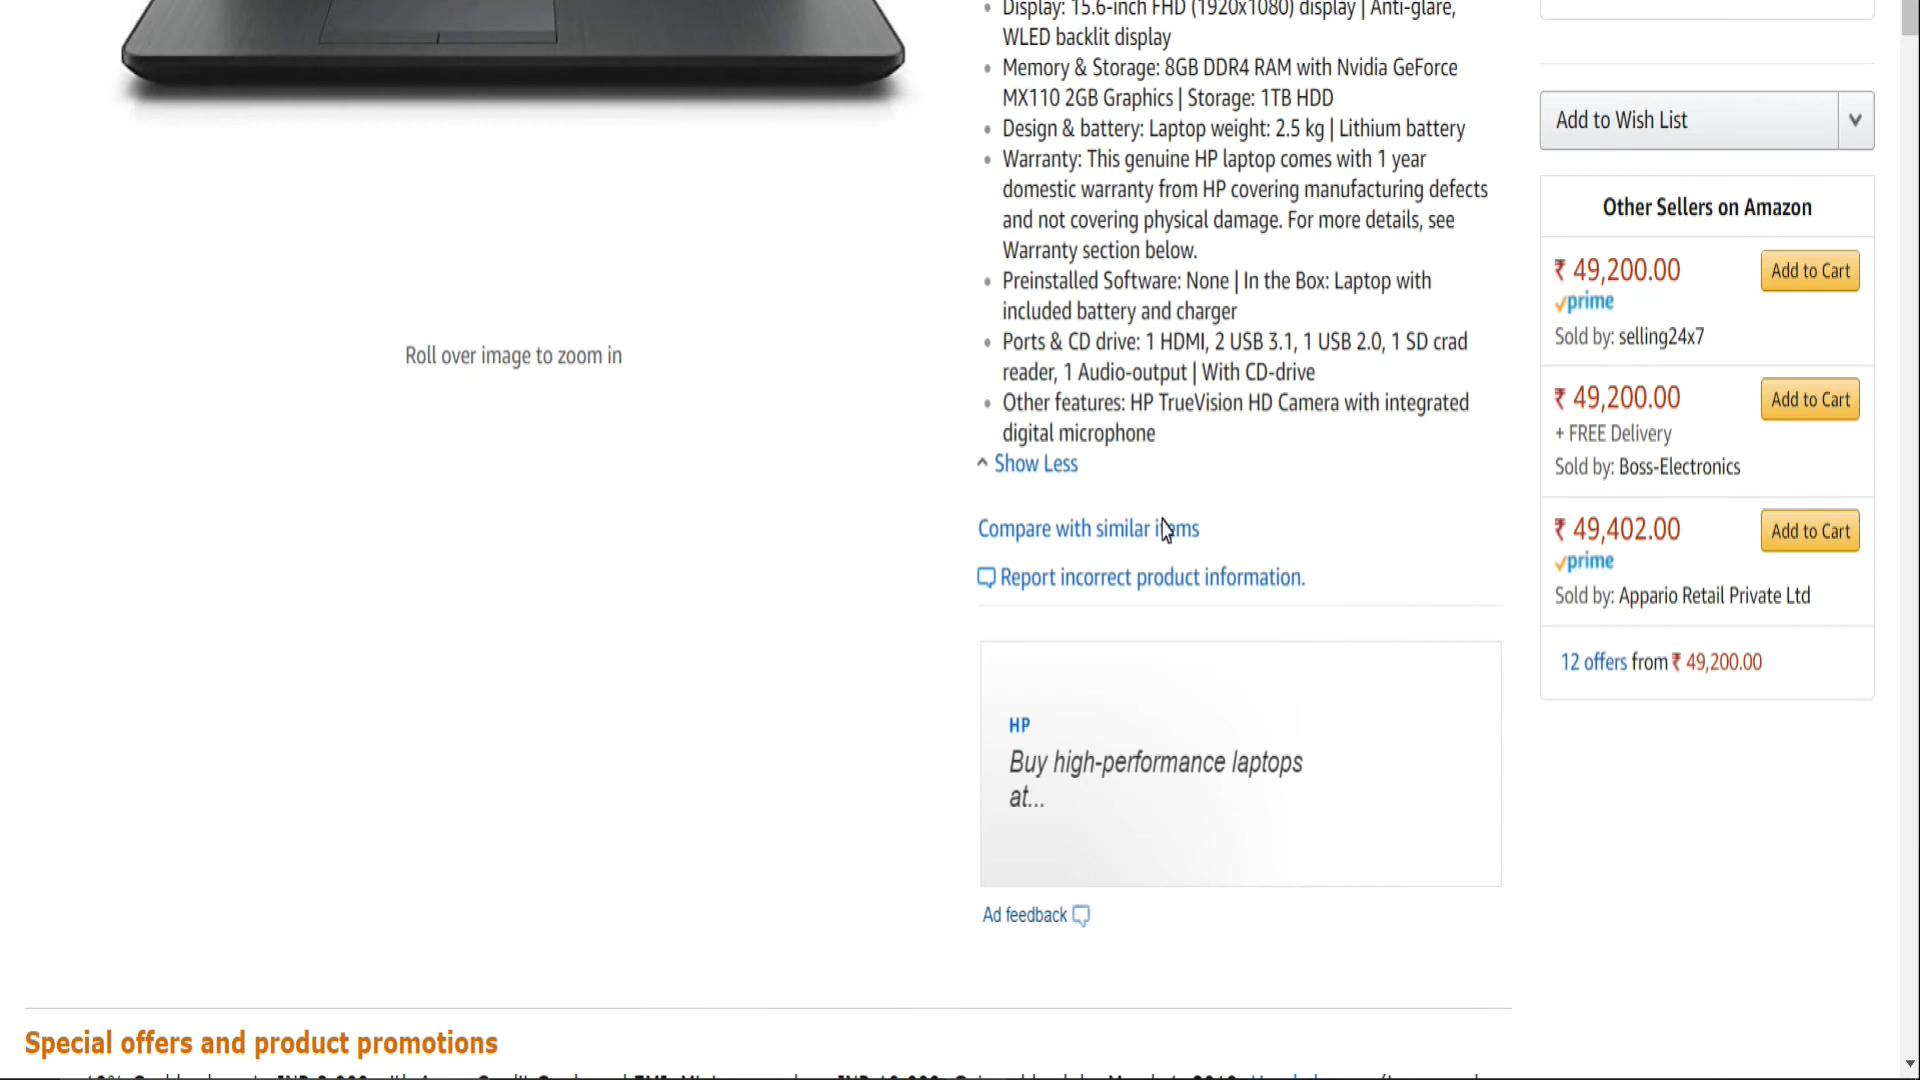 Display: 15.6-inch FHD (1920x1080) display | Anti-glare,
WLED backlit display
Memory & Storage: 8GB DDR4 RAM with Nvidia GeForce
MX110 2GB Graphics | Storage: 1TB HDD
Design & battery: Laptop weight: 2.5 kg | Lithium battery
Warranty: This genuine HP laptop comes with 1 year
domestic warranty from HP covering manufacturing defects
and not covering physical damage. For more details, see
Warranty section below.
Preinstalled Software: None | In the Box: Laptop with
included battery and charger
Ports & CD drive: 1 HDMI, 2 USB 3.1, 1 USB 2.0, 1 SD crad
reader, 1 Audio-output | With CD-drive
Other features: HP TrueVision HD Camera with integrated
digital microphone
Show Less
Compare with similar items
Report incorrect product information.
Roll over image to zoom in
HP
Buy high-performance laptops
at...
Ad feedback
Add to Wish List
Other Sellers on Amazon
₹ 49,200.00 Add to Cart
prime
Sold by: selling24x7
₹ 49,200.00 Add to Cart
+ FREE Delivery
Sold by: Boss-Electronics
₹ 49,402.00 Add to Cart
prime
Sold by: Appario Retail Private Ltd
12 offers from ₹ 49,200.00
Special offers and product promotions